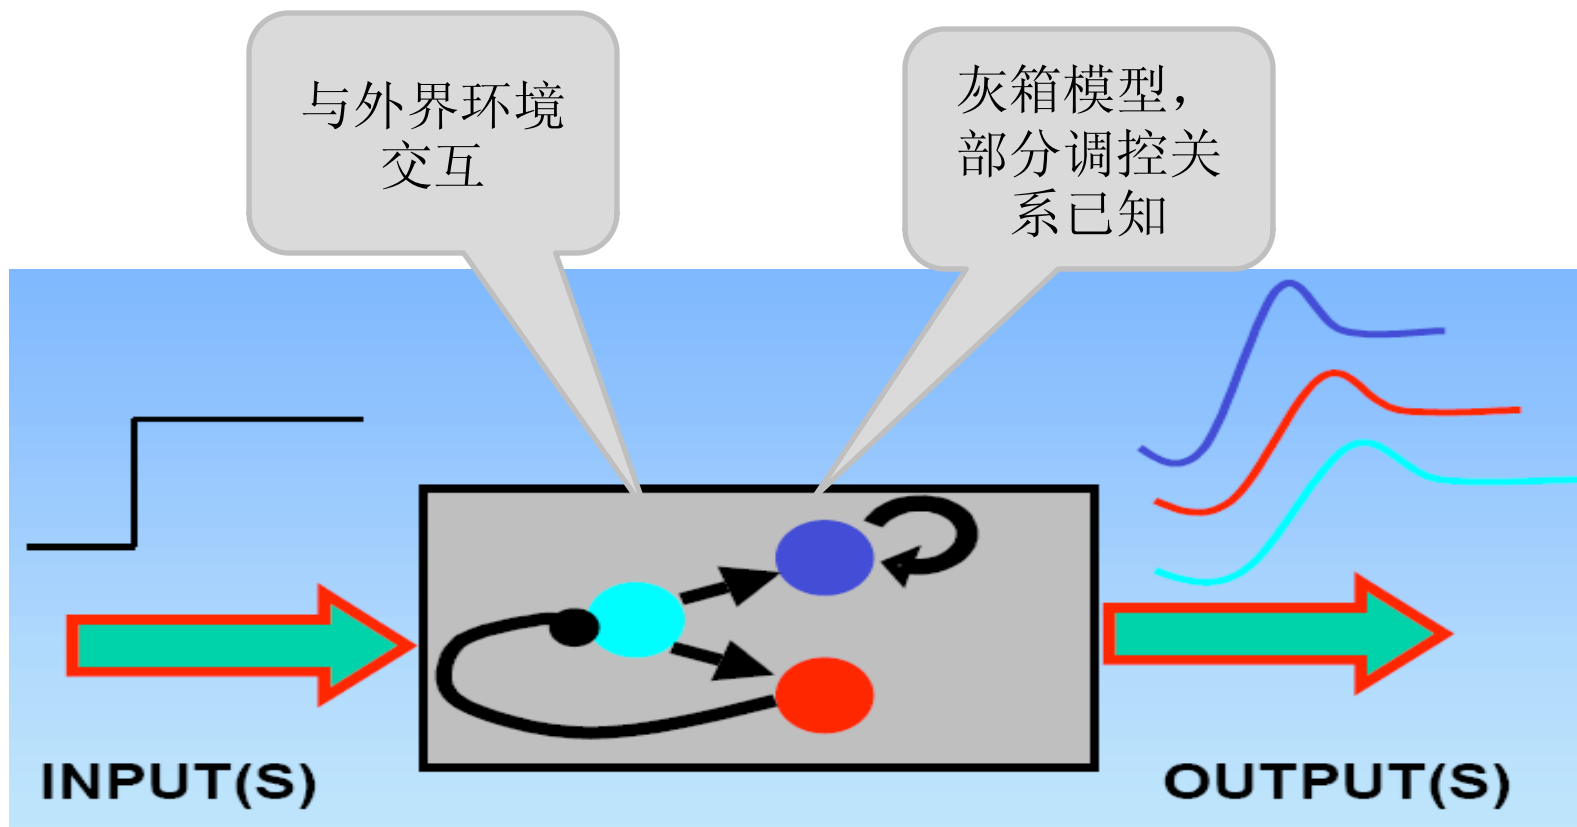 与外界环境
交互
灰箱模型，
部分调控关
系已知
INPUT(S)
OUTPUT(S)